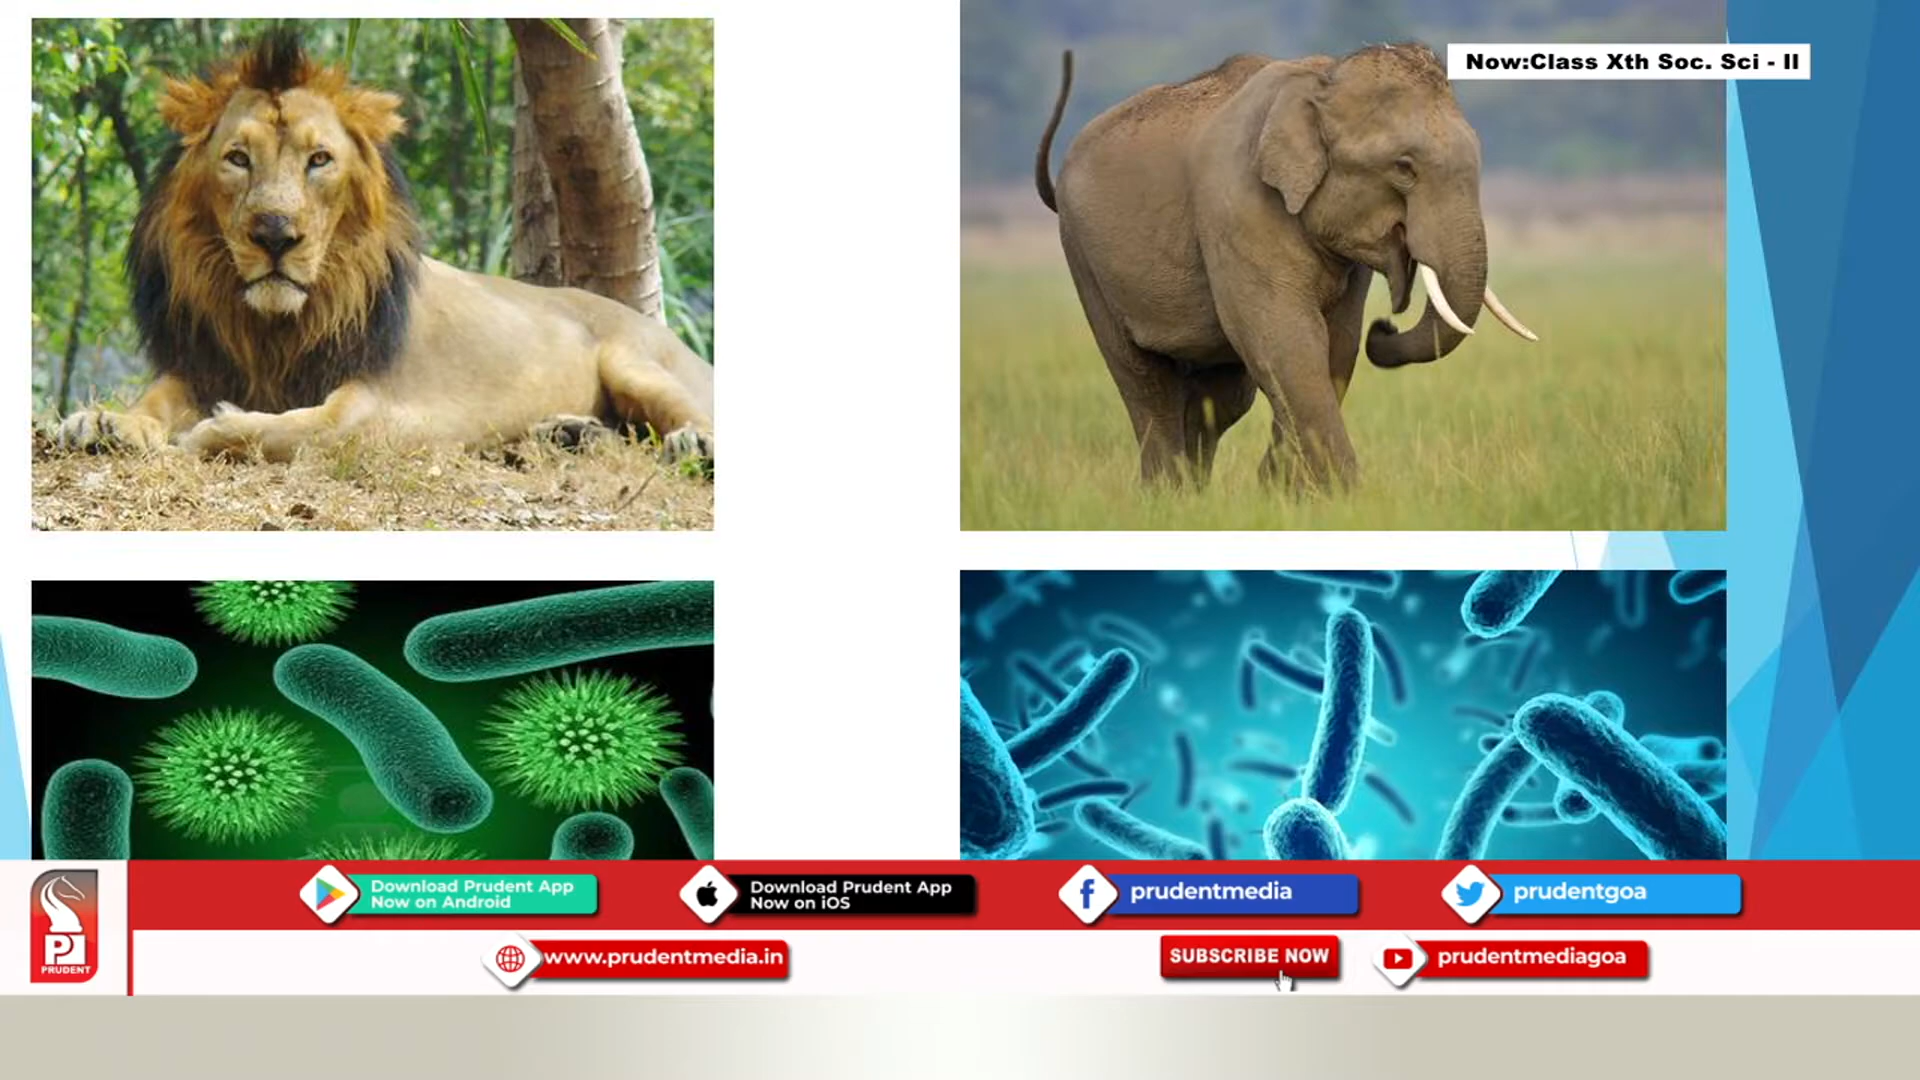 Now:Class Xth Soc. Sci - II
Download Prudent App
Now on Android
Download Prudent App
Now on iOS
prudentmedia
prudentgoa
PRUDENT
www.prudentmedia.in
SUBSCRIBE NOW
prudentmediagoa